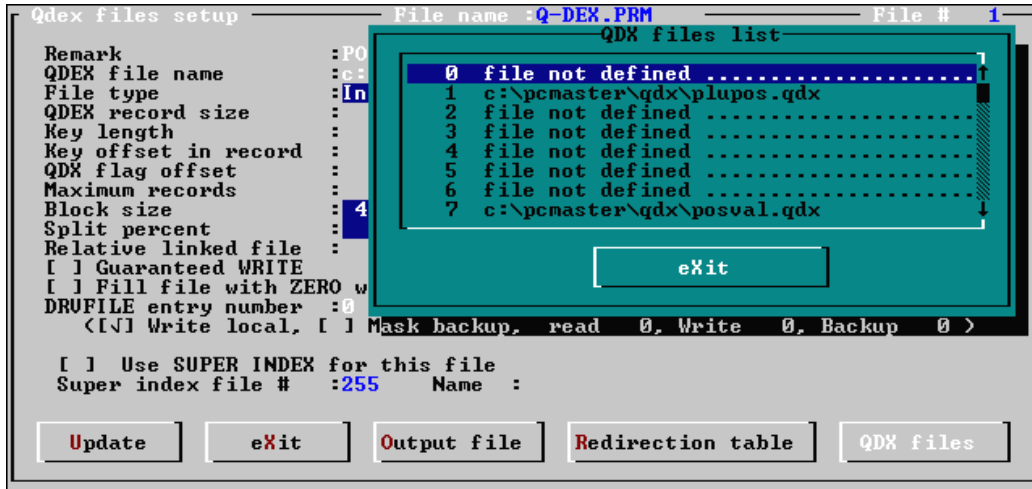 Qdex files setup File name :Q-DEX.PRM File # 1
QDX files list
Remark :PO
QDEX file name :c:
File type :In
QDEX record size :
Key length :
Key offset in record :
QDX flag offset :
Maximum records :
Block size : 4
Split percent :
Relative linked file :
[ ] Guaranteed WRITE
[ ] Fill file with ZERO w
DRVFILE entry number :0
0 file not defined .....................
1 c:\pcmaster\qdx\plupos.qdx
2 file not defined .....................
3 file not defined .....................
4 file not defined .....................
5 file not defined .....................
6 file not defined .....................
7 c:\pcmaster\qdx\posval.qdx
eXit
([√] Write local, [ ] Mask backup, read 0, Write 0, Backup 0 )
[ ] Use SUPER INDEX for this file
Super index file # :255 Name :
Update eXit Output file Redirection table QDX files